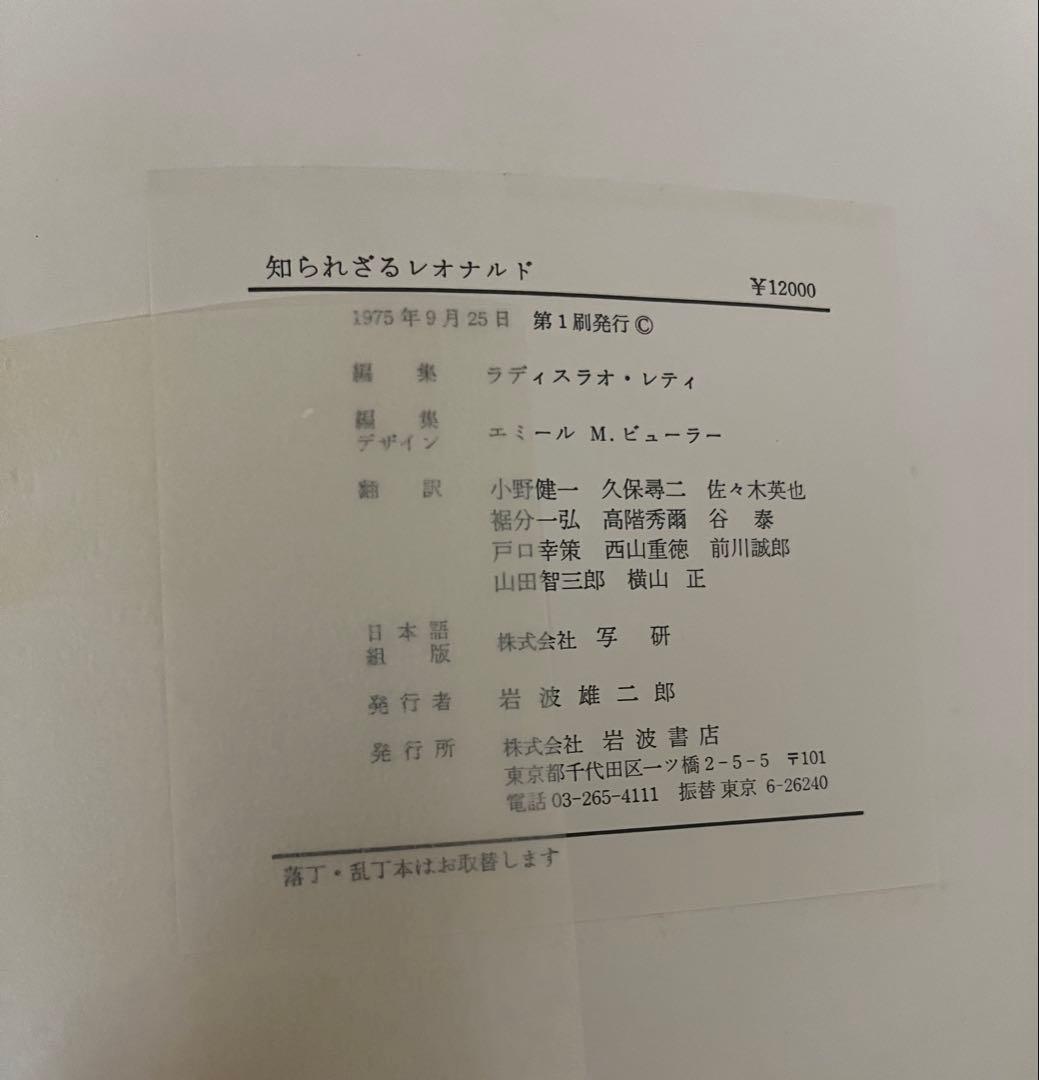 知られざるレオナルド ¥12000
1975年9月25日 第1刷発行©
編 集 ラディスラオ・レティ
編 集
デザイン エミール M.ビューラー
翻 訳 小野健一 久保尋二 佐々木英也
裾分一弘 高階秀爾 谷 泰
戸口幸策 西山重徳 前川誠郎
山田智三郎 横山 正
日本語
組 版 株式会社 写 研
発行者 岩波雄二郎
発行所 株式会社 岩波書店
東京都千代田区一ツ橋2-5-5 〒101
電話03-265-4111 振替東京6-26240
落丁・乱丁本はお取替します